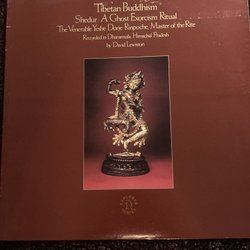 Tibetan Buddhism
Shedur: A Ghost Exorcism Ritual
The Venerable Yeshe Dorje Rinpoche, Master of the Rite
Recorded in Dharamsala, Himachal Pradesh
by David Lewiston